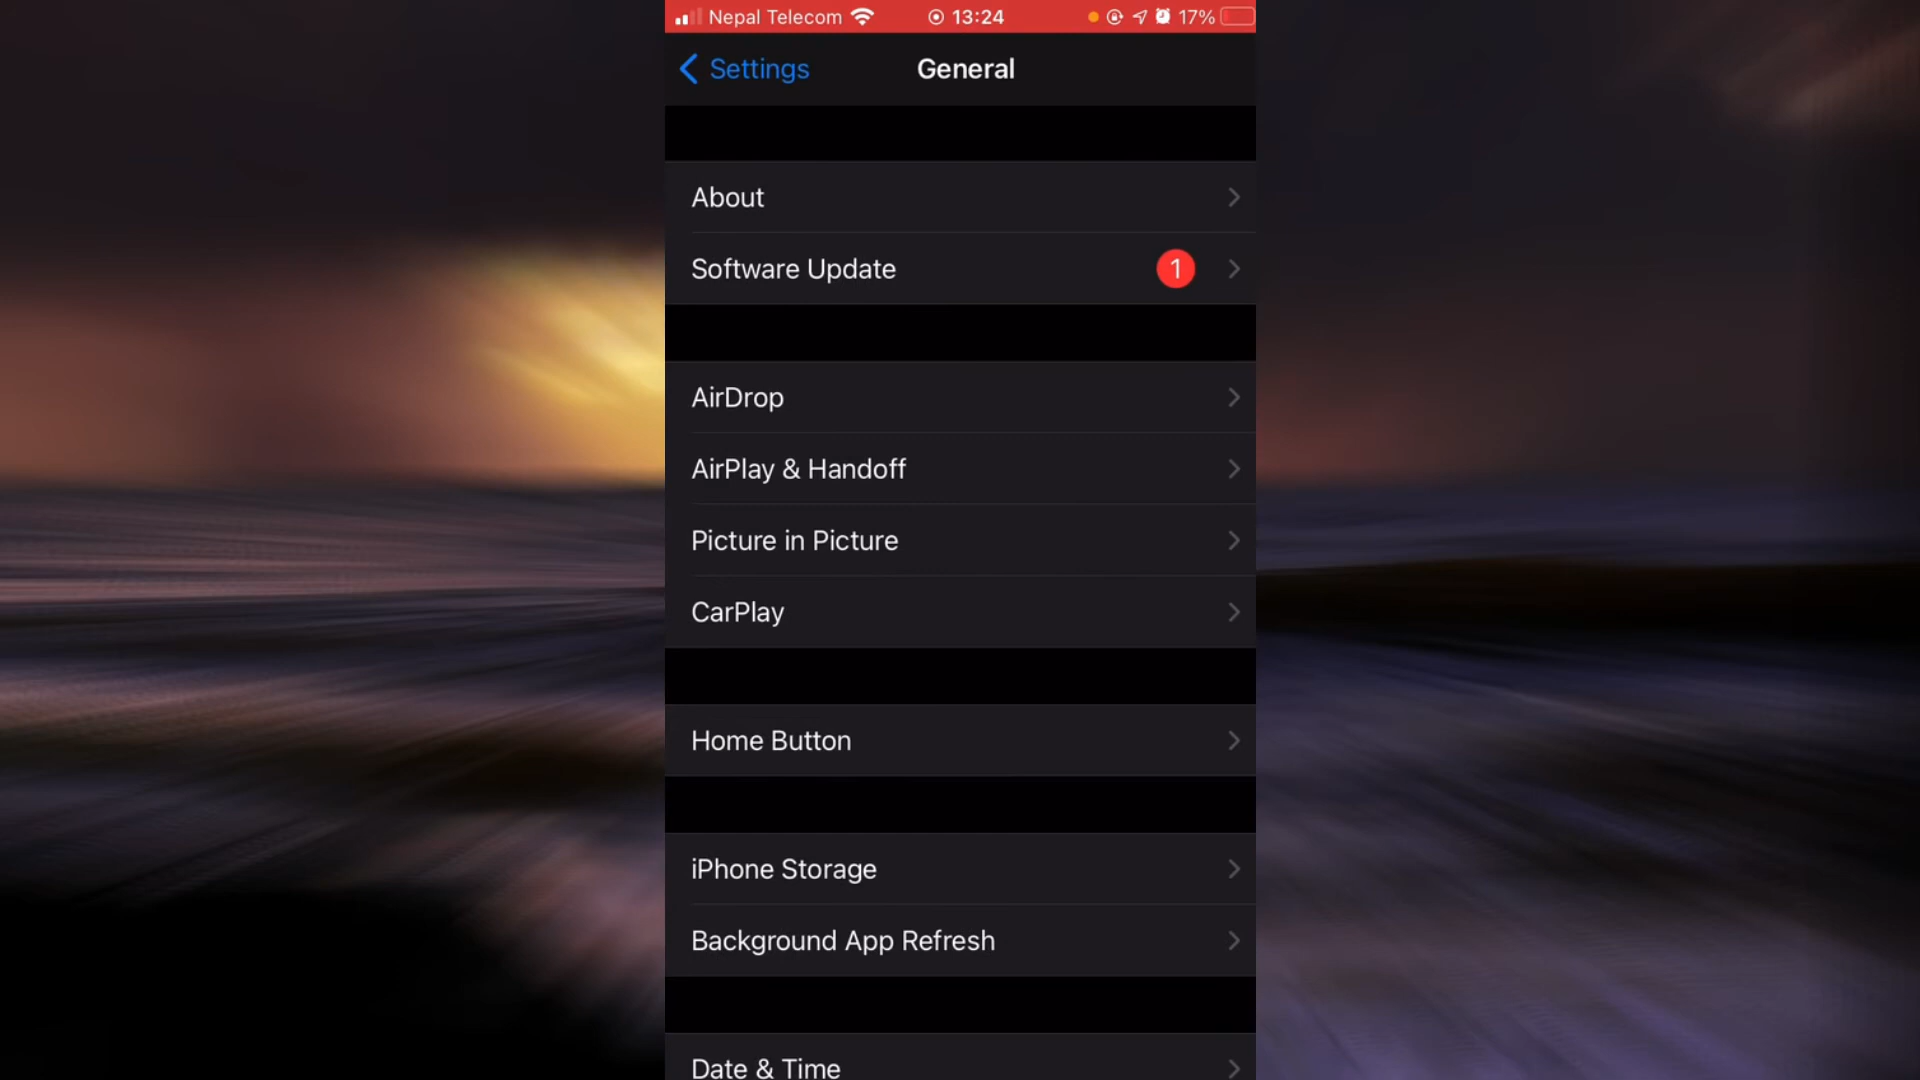 Nepal Telecom 13:24 17%
Settings General
About
Software Update 1
AirDrop
AirPlay & Handoff
Picture in Picture
CarPlay
Home Button
iPhone Storage
Background App Refresh
Date & Time